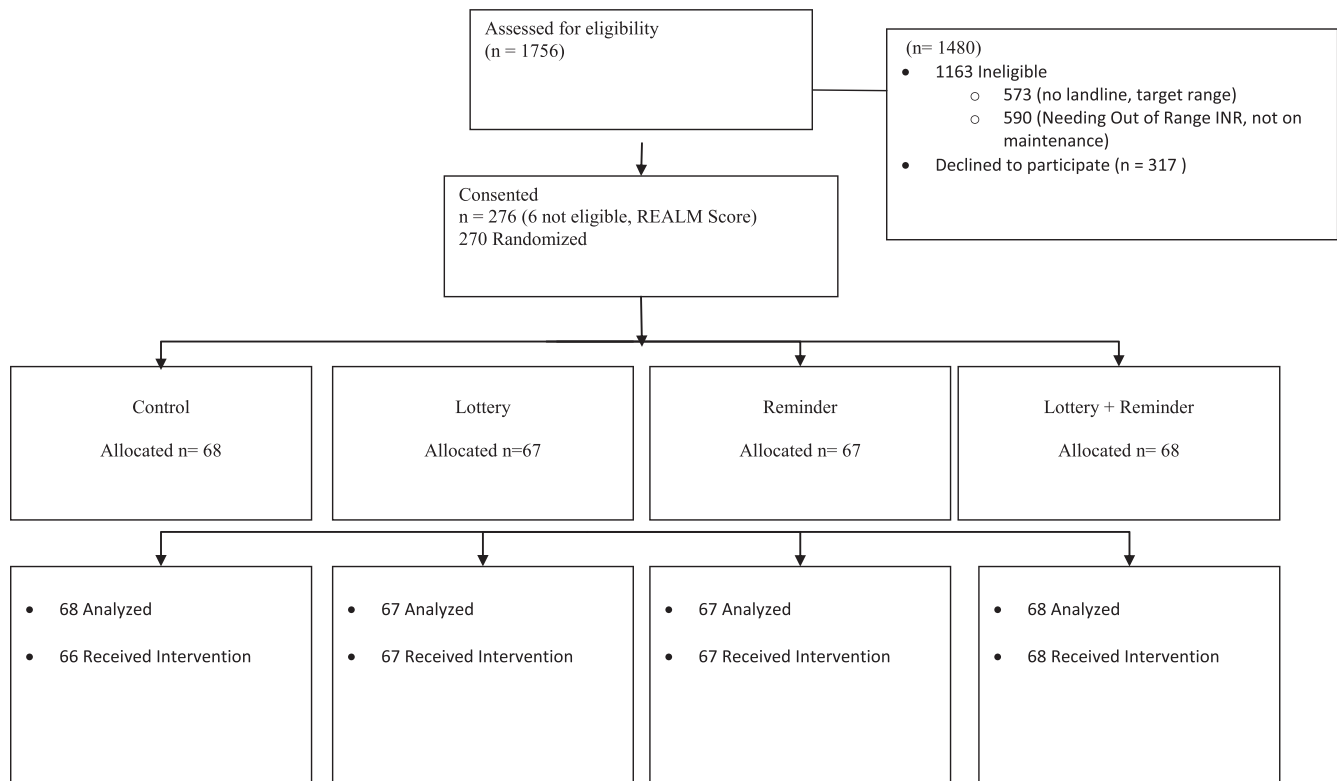 Assessed for eligibility
(n = 1756)
(n= 1480)
• 1163 Ineligible
o 573 (no landline, target range)
o 590 (Needing Out of Range INR, not on
maintenance)
• Declined to participate (n = 317 )
Consented
n = 276 (6 not eligible, REALM Score)
270 Randomized
Control
Allocated n= 68
Lottery
Allocated n=67
Reminder
Allocated n= 67
Lottery + Reminder
Allocated n= 68
• 68 Analyzed
• 66 Received Intervention
• 67 Analyzed
• 67 Received Intervention
• 67 Analyzed
• 67 Received Intervention
• 68 Analyzed
• 68 Received Intervention